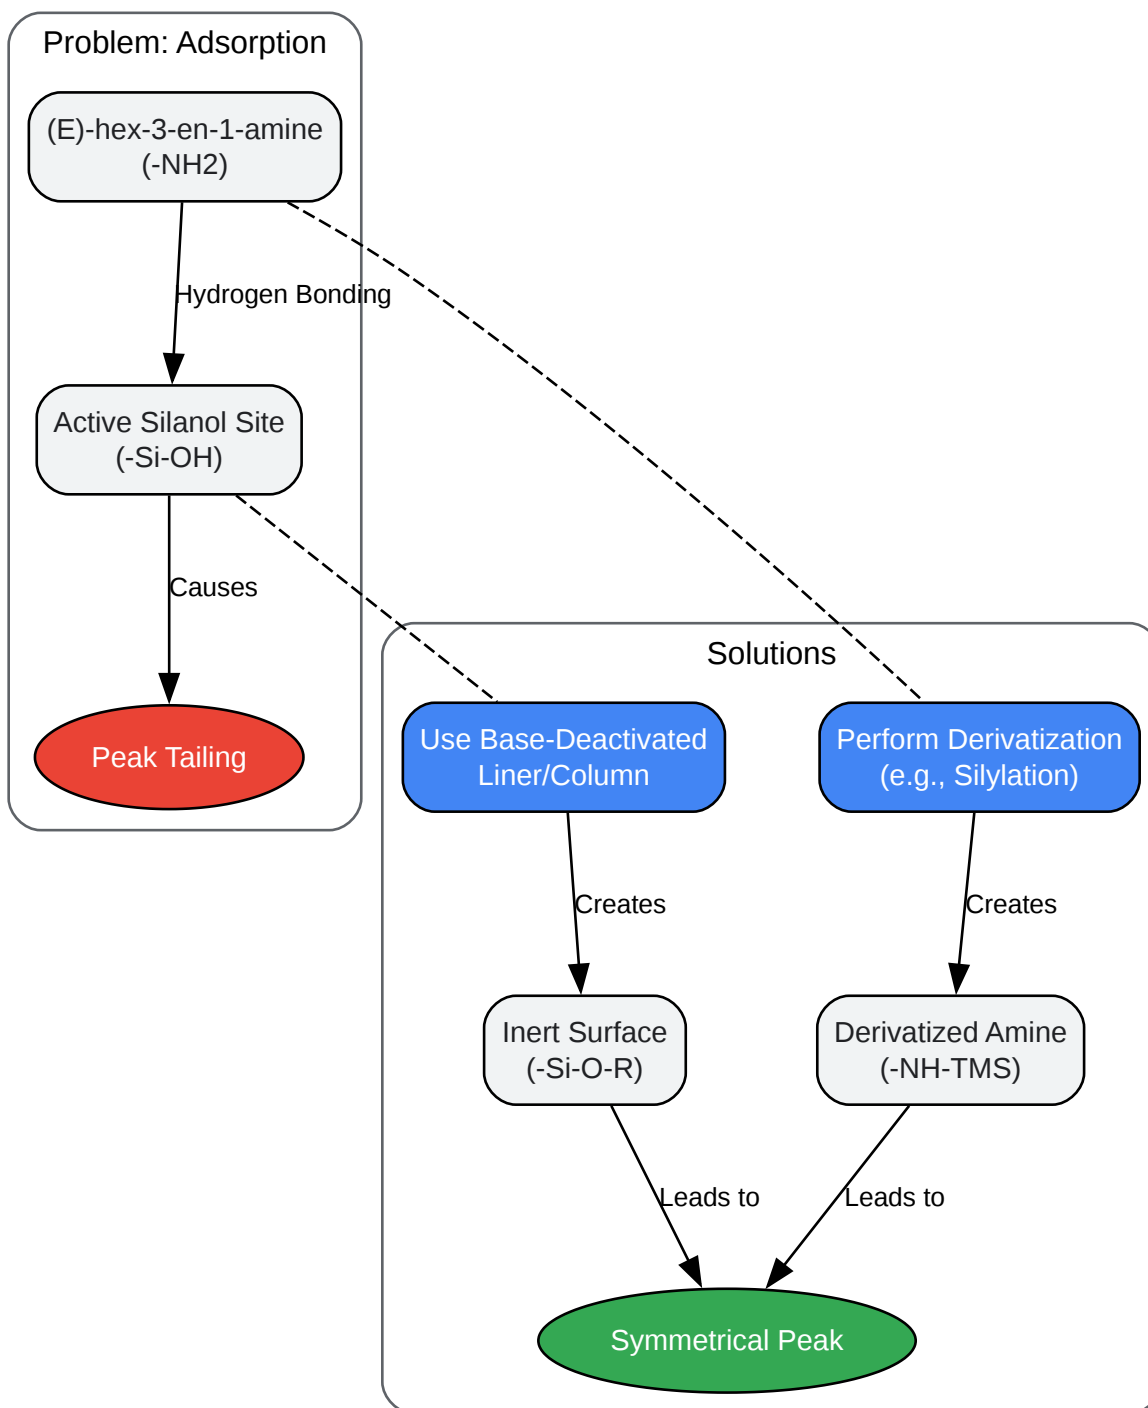 Problem: Adsorption
(E)-hex-3-en-1-amine
(-NH2)
Hydrogen Bonding
Active Silanol Site
(-Si-OH)
Causes
Peak Tailing
Solutions
Use Base-Deactivated
Liner/Column
Perform Derivatization
(e.g., Silylation)
Creates
Creates
Inert Surface
(-Si-O-R)
Derivatized Amine
(-NH-TMS)
Leads to
Leads to
Symmetrical Peak